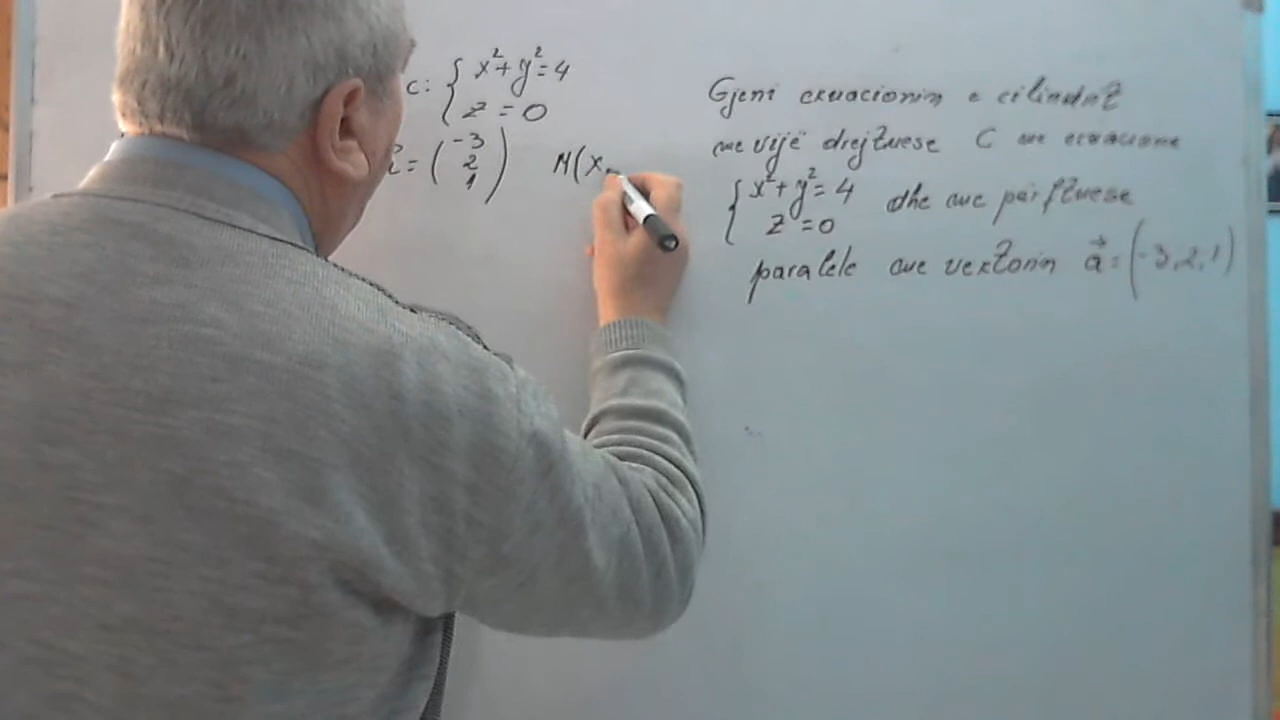 c: { x²+y²=4
z = 0
= (-3 2 1) M(x
Gjeni ekuacionin e cilindrit
me vijë drejtuese C me ekuacione
{ x²+y²=4 dhe me përftuese
z =0
paralele me vektorin a⃗=(-3,2,1)